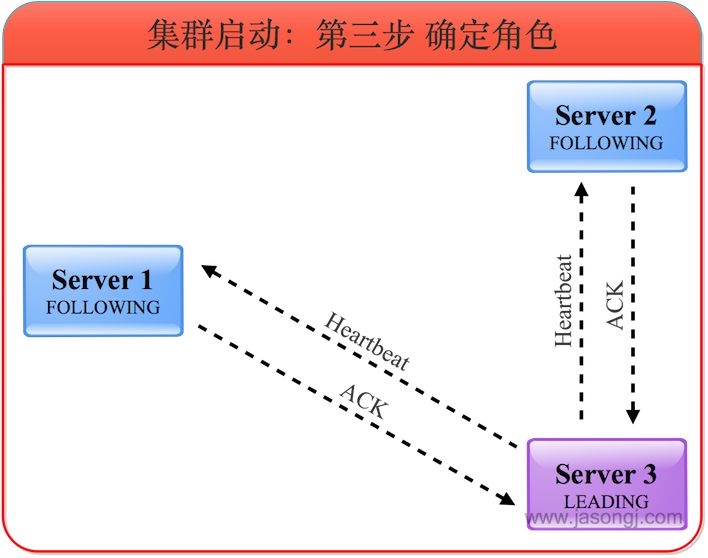 集群启动：第三步 确定角色
Server 2
FOLLOWING
Server 1
FOLLOWING
Heartbeat
ACK
Heartbeat
ACK
Server 3
LEADING
www.jasongj.com